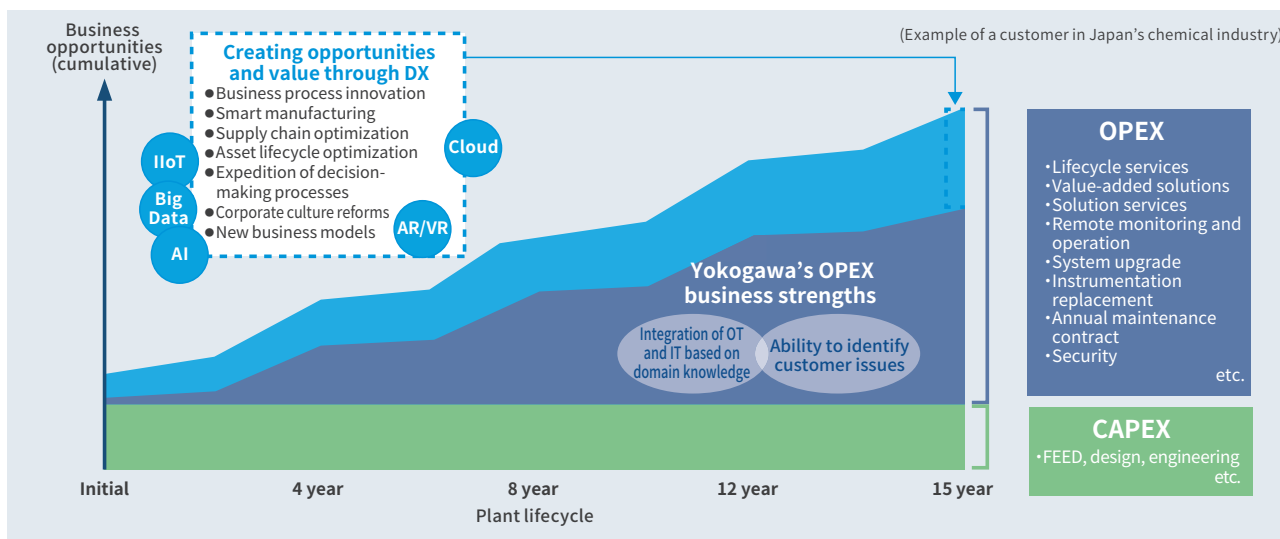 Business
opportunities
(cumulative)
Creating opportunities
and value through DX
●Business process innovation
●Smart manufacturing
●Supply chain optimization
●Asset lifecycle optimization
●Expedition of decision-
making processes
●Corporate culture reforms
●New business models
IIoT
Big
Data
AI
Cloud
AR/VR
(Example of a customer in Japan’s chemical industry)
Yokogawa’s OPEX
business strengths
Integration of OT
and IT based on
domain knowledge
Ability to identify
customer issues
OPEX
・Lifecycle services
・Value-added solutions
・Solution services
・Remote monitoring and
operation
・System upgrade
・Instrumentation
replacement
・Annual maintenance
contract
・Security
etc.
CAPEX
・FEED, design, engineering
etc.
Initial
4 year
8 year
12 year
15 year
Plant lifecycle